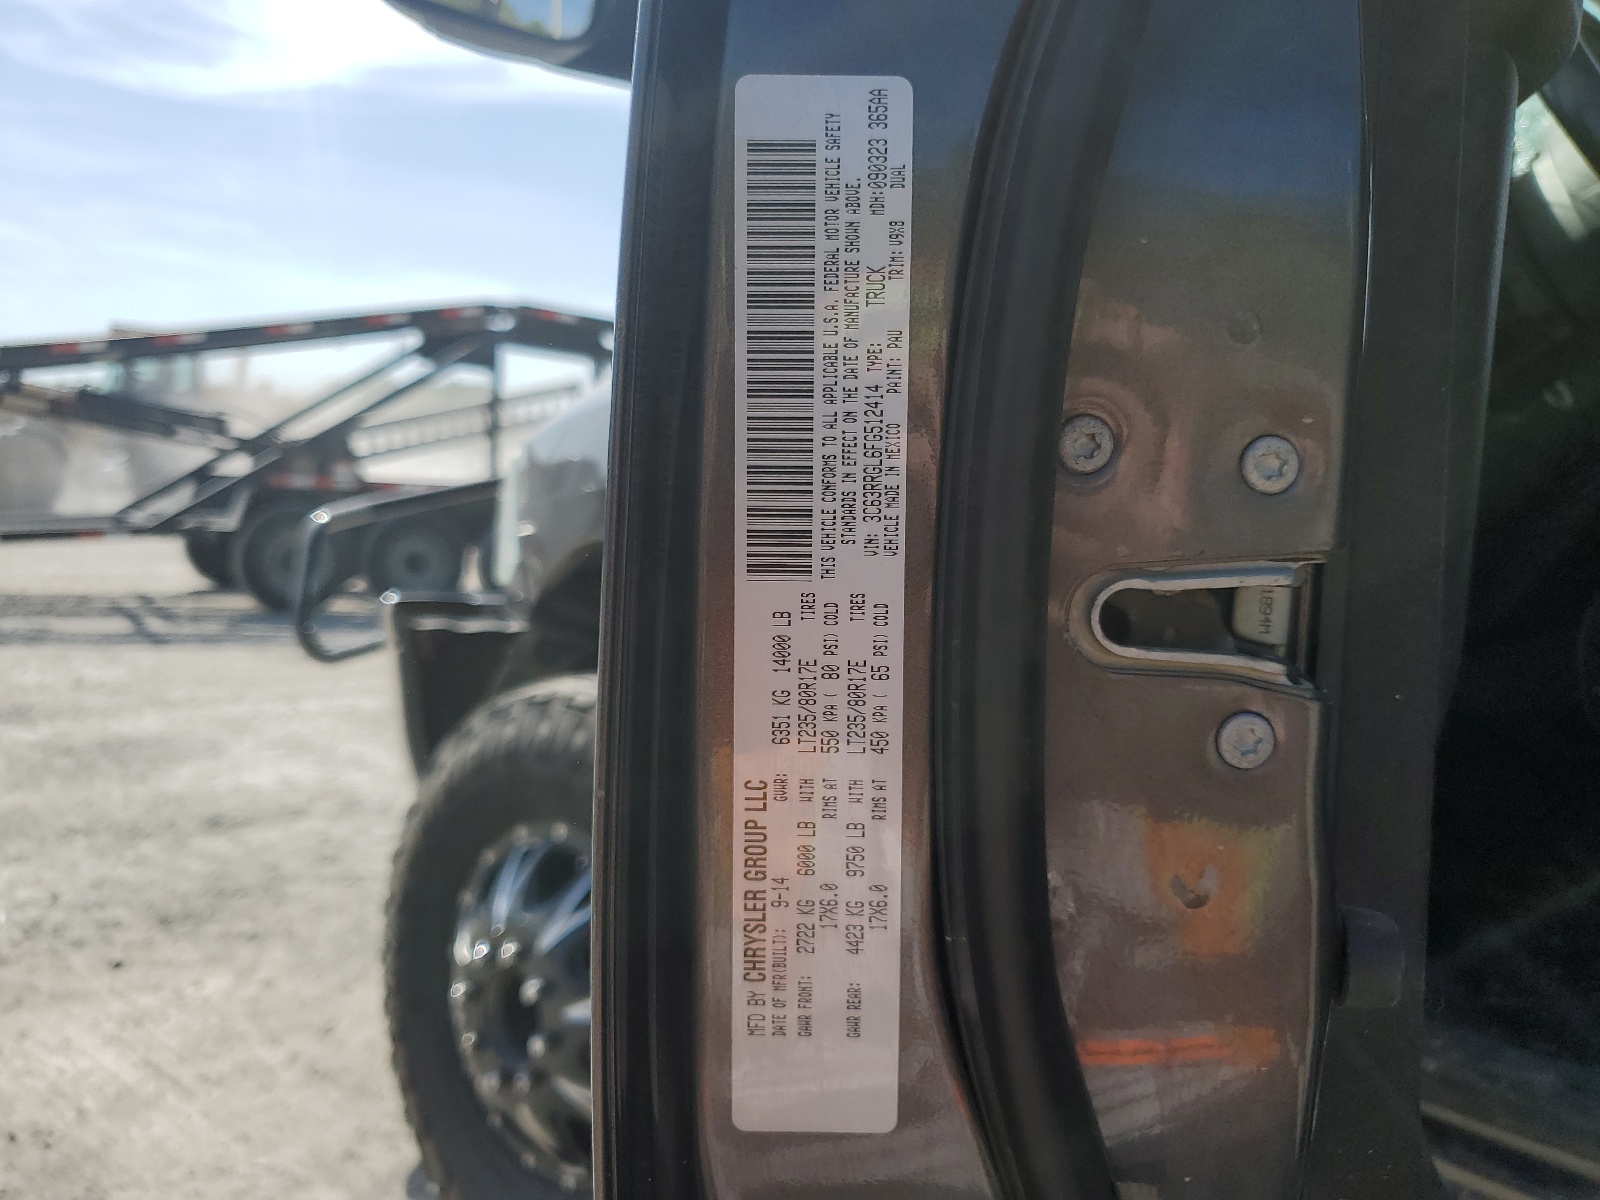 MFD BY CHRYSLER GROUP LLC
DATE OF MFR(BUILT): 9-14 GVWR: 6351 KG 14000 LB
GAWR FRONT: 2722 KG 6000 LB WITH LT235/80R17E TIRES
17X6.0 RIMS AT 550 KPA ( 80 PSI) COLD
GAWR REAR: 4423 KG 9750 LB WITH LT235/80R17E TIRES
17X6.0 RIMS AT 450 KPA ( 65 PSI) COLD
THIS VEHICLE CONFORMS TO ALL APPLICABLE U.S.A. FEDERAL MOTOR VEHICLE SAFETY
STANDARDS IN EFFECT ON THE DATE OF MANUFACTURE SHOWN ABOVE.
VIN: 3C63RRGL6FG512414 TYPE: TRUCK MDH:090323 365AA
VEHICLE MADE IN MEXICO PAINT: PAU TRIM: V9X8 DUAL
1894M